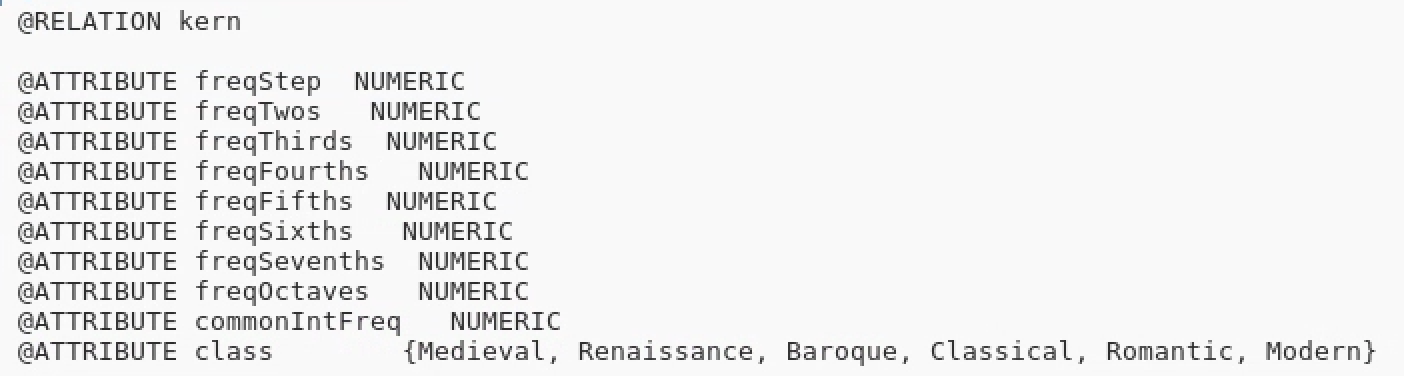 @RELATION kern
@ATTRIBUTE freqStep  NUMERIC
@ATTRIBUTE freqTwos   NUMERIC
@ATTRIBUTE freqThirds  NUMERIC
@ATTRIBUTE freqFourths   NUMERIC
@ATTRIBUTE freqFifths  NUMERIC
@ATTRIBUTE freqSixths   NUMERIC
@ATTRIBUTE freqSevenths  NUMERIC
@ATTRIBUTE freqOctaves   NUMERIC
@ATTRIBUTE commonIntFreq   NUMERIC
@ATTRIBUTE class        {Medieval, Renaissance, Baroque, Classical, Romantic, Modern}